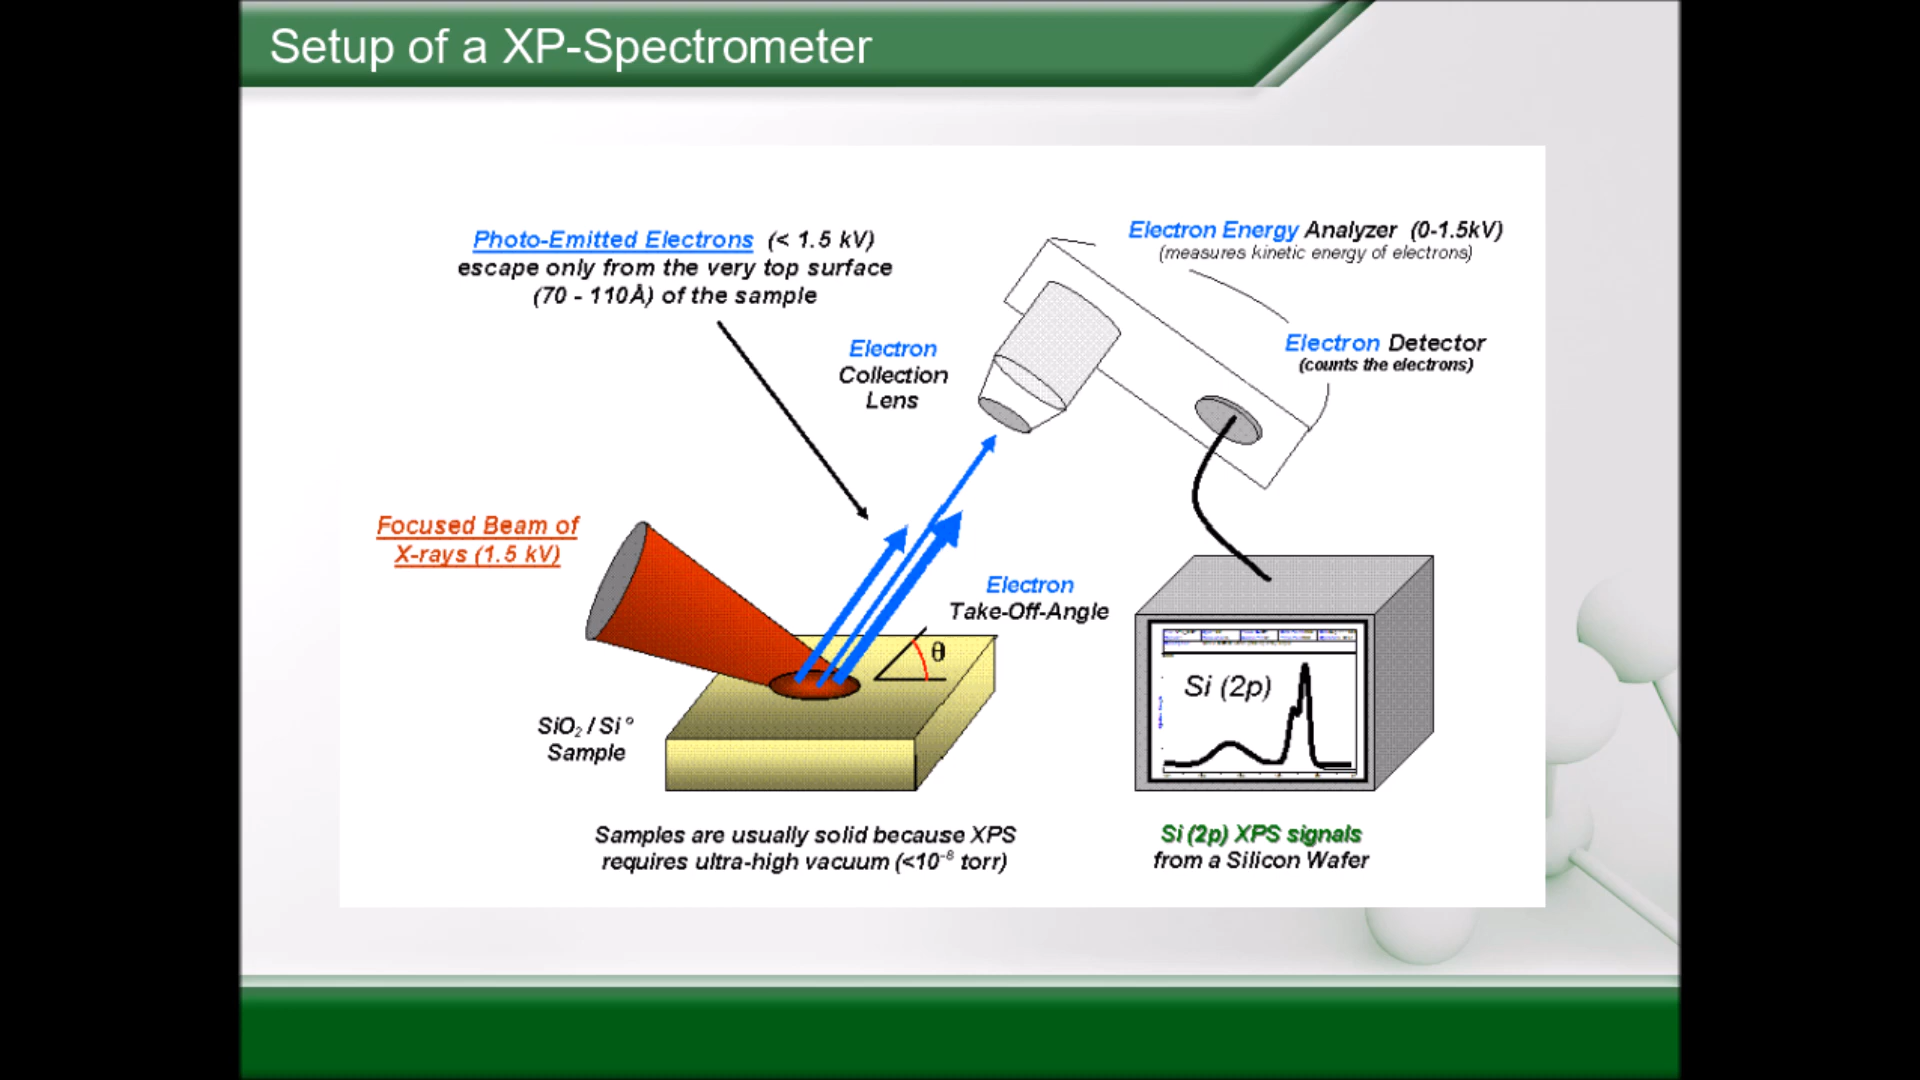 Setup of a XP-Spectrometer
Photo-Emitted Electrons (< 1.5 kV)
escape only from the very top surface
(70 - 110Å) of the sample
Electron Energy Analyzer (0-1.5kV)
(measures kinetic energy of electrons)
Electron Detector
(counts the electrons)
Electron
Collection
Lens
Focused Beam of
X-rays (1.5 kV)
Electron
Take-Off-Angle
θ
SiO₂ / Si°
Sample
Si (2p)
Samples are usually solid because XPS
requires ultra-high vacuum (<10⁻⁸ torr)
Si (2p) XPS signals
from a Silicon Wafer